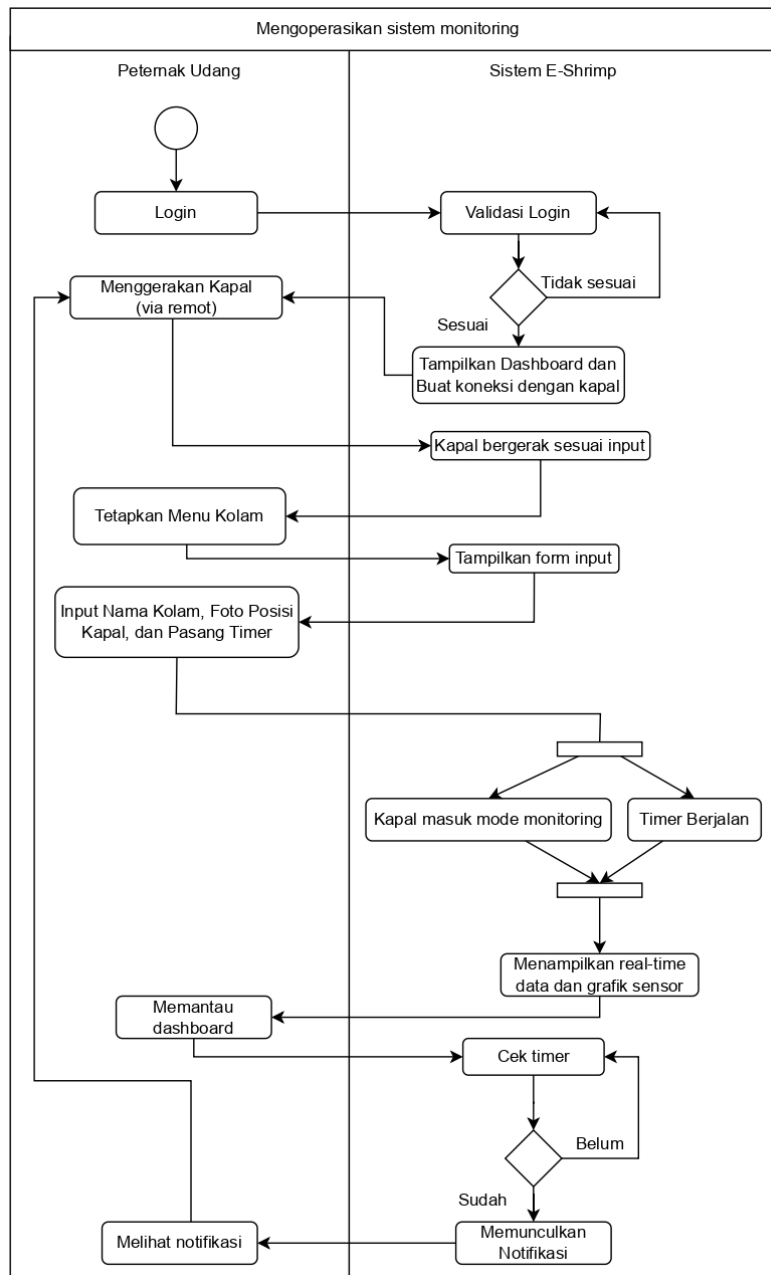 Mengoperasikan sistem monitoring
Peternak Udang
Sistem E-Shrimp
Login
Validasi Login
Tidak sesuai
Sesuai
Menggerakan Kapal
(via remot)
Tampilkan Dashboard dan
Buat koneksi dengan kapal
Kapal bergerak sesuai input
Tetapkan Menu Kolam
Tampilkan form input
Input Nama Kolam, Foto Posisi
Kapal, dan Pasang Timer
Kapal masuk mode monitoring
Timer Berjalan
Menampilkan real-time
data dan grafik sensor
Memantau
dashboard
Cek timer
Belum
Sudah
Melihat notifikasi
Memunculkan
Notifikasi